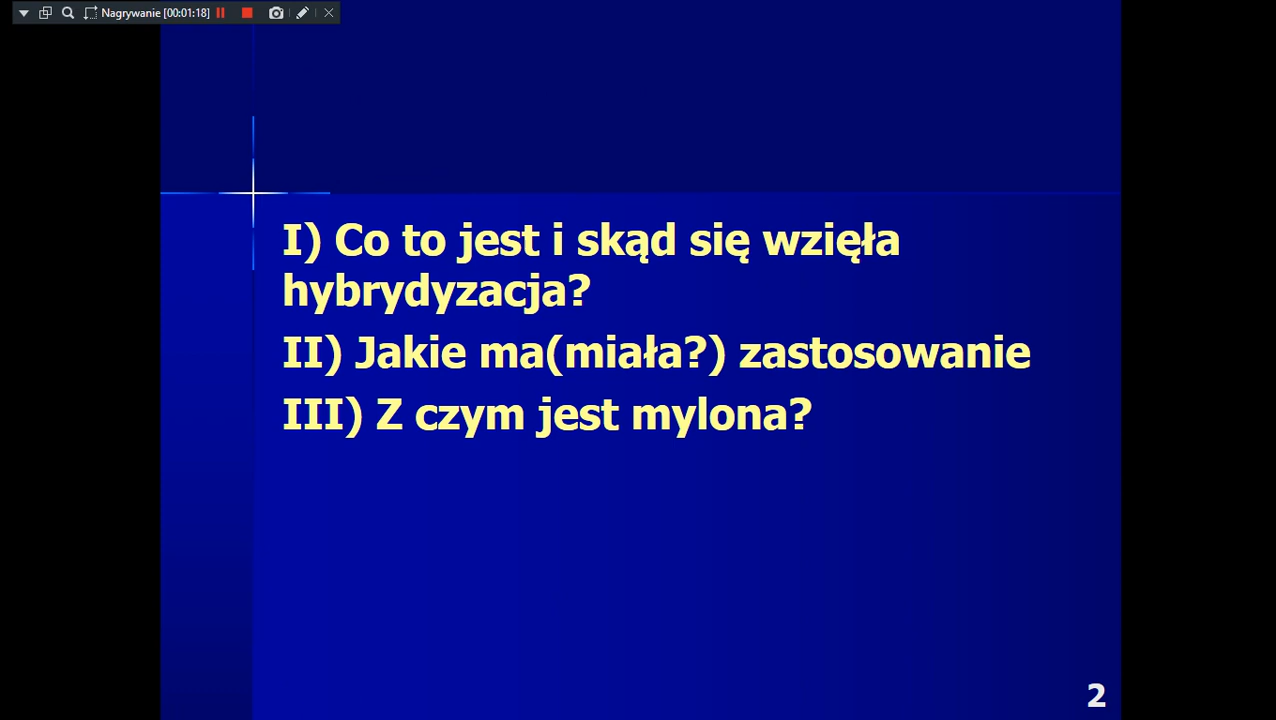 Nagrywanie [00:01:18]
I) Co to jest i skąd się wzięła
hybrydyzacja?
II) Jakie ma(miała?) zastosowanie
III) Z czym jest mylona?
2